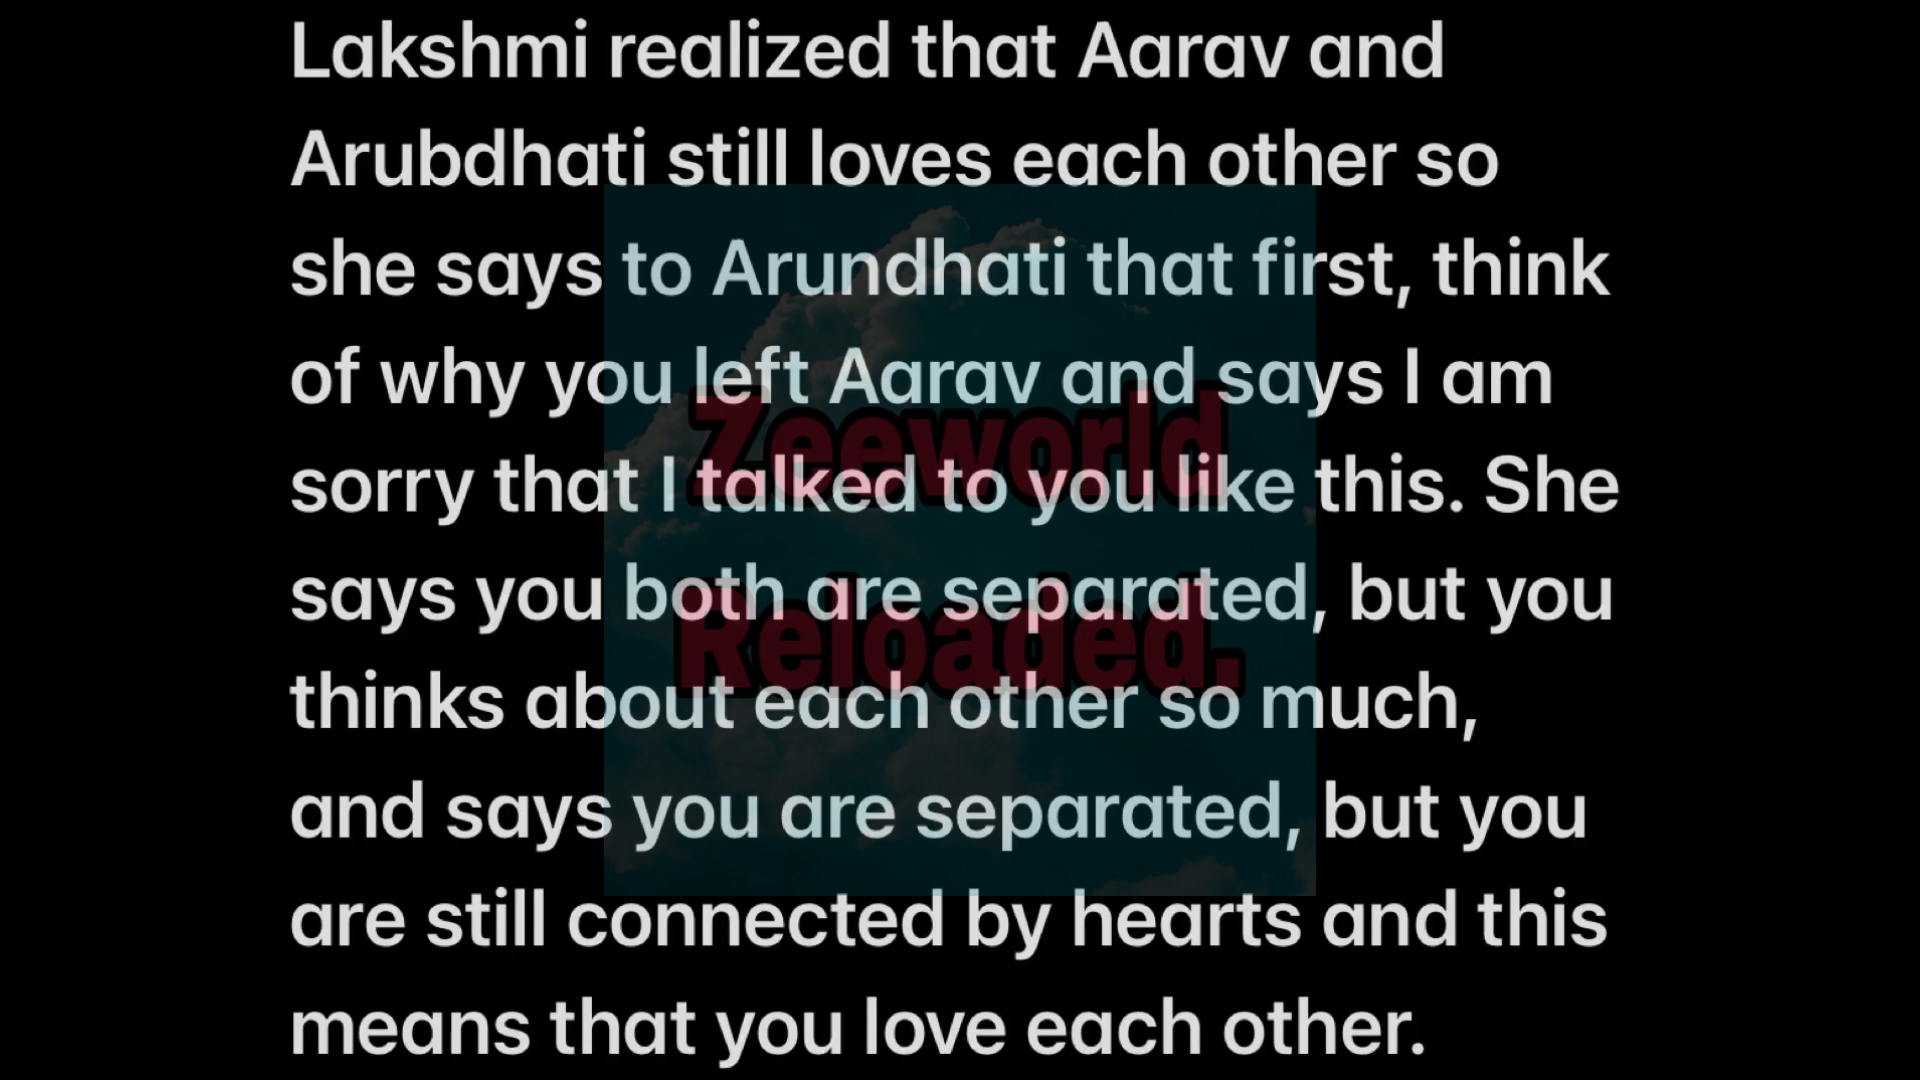 Lakshmi realized that Aarav and
Arubdhati still loves each other so
she says to Arundhati that first, think
of why you left Aarav and says I am
sorry that I talked to you like this. She
says you both are separated, but you
thinks about each other so much,
and says you are separated, but you
are still connected by hearts and this
means that you love each other.
Zeeworld
Reloaded.